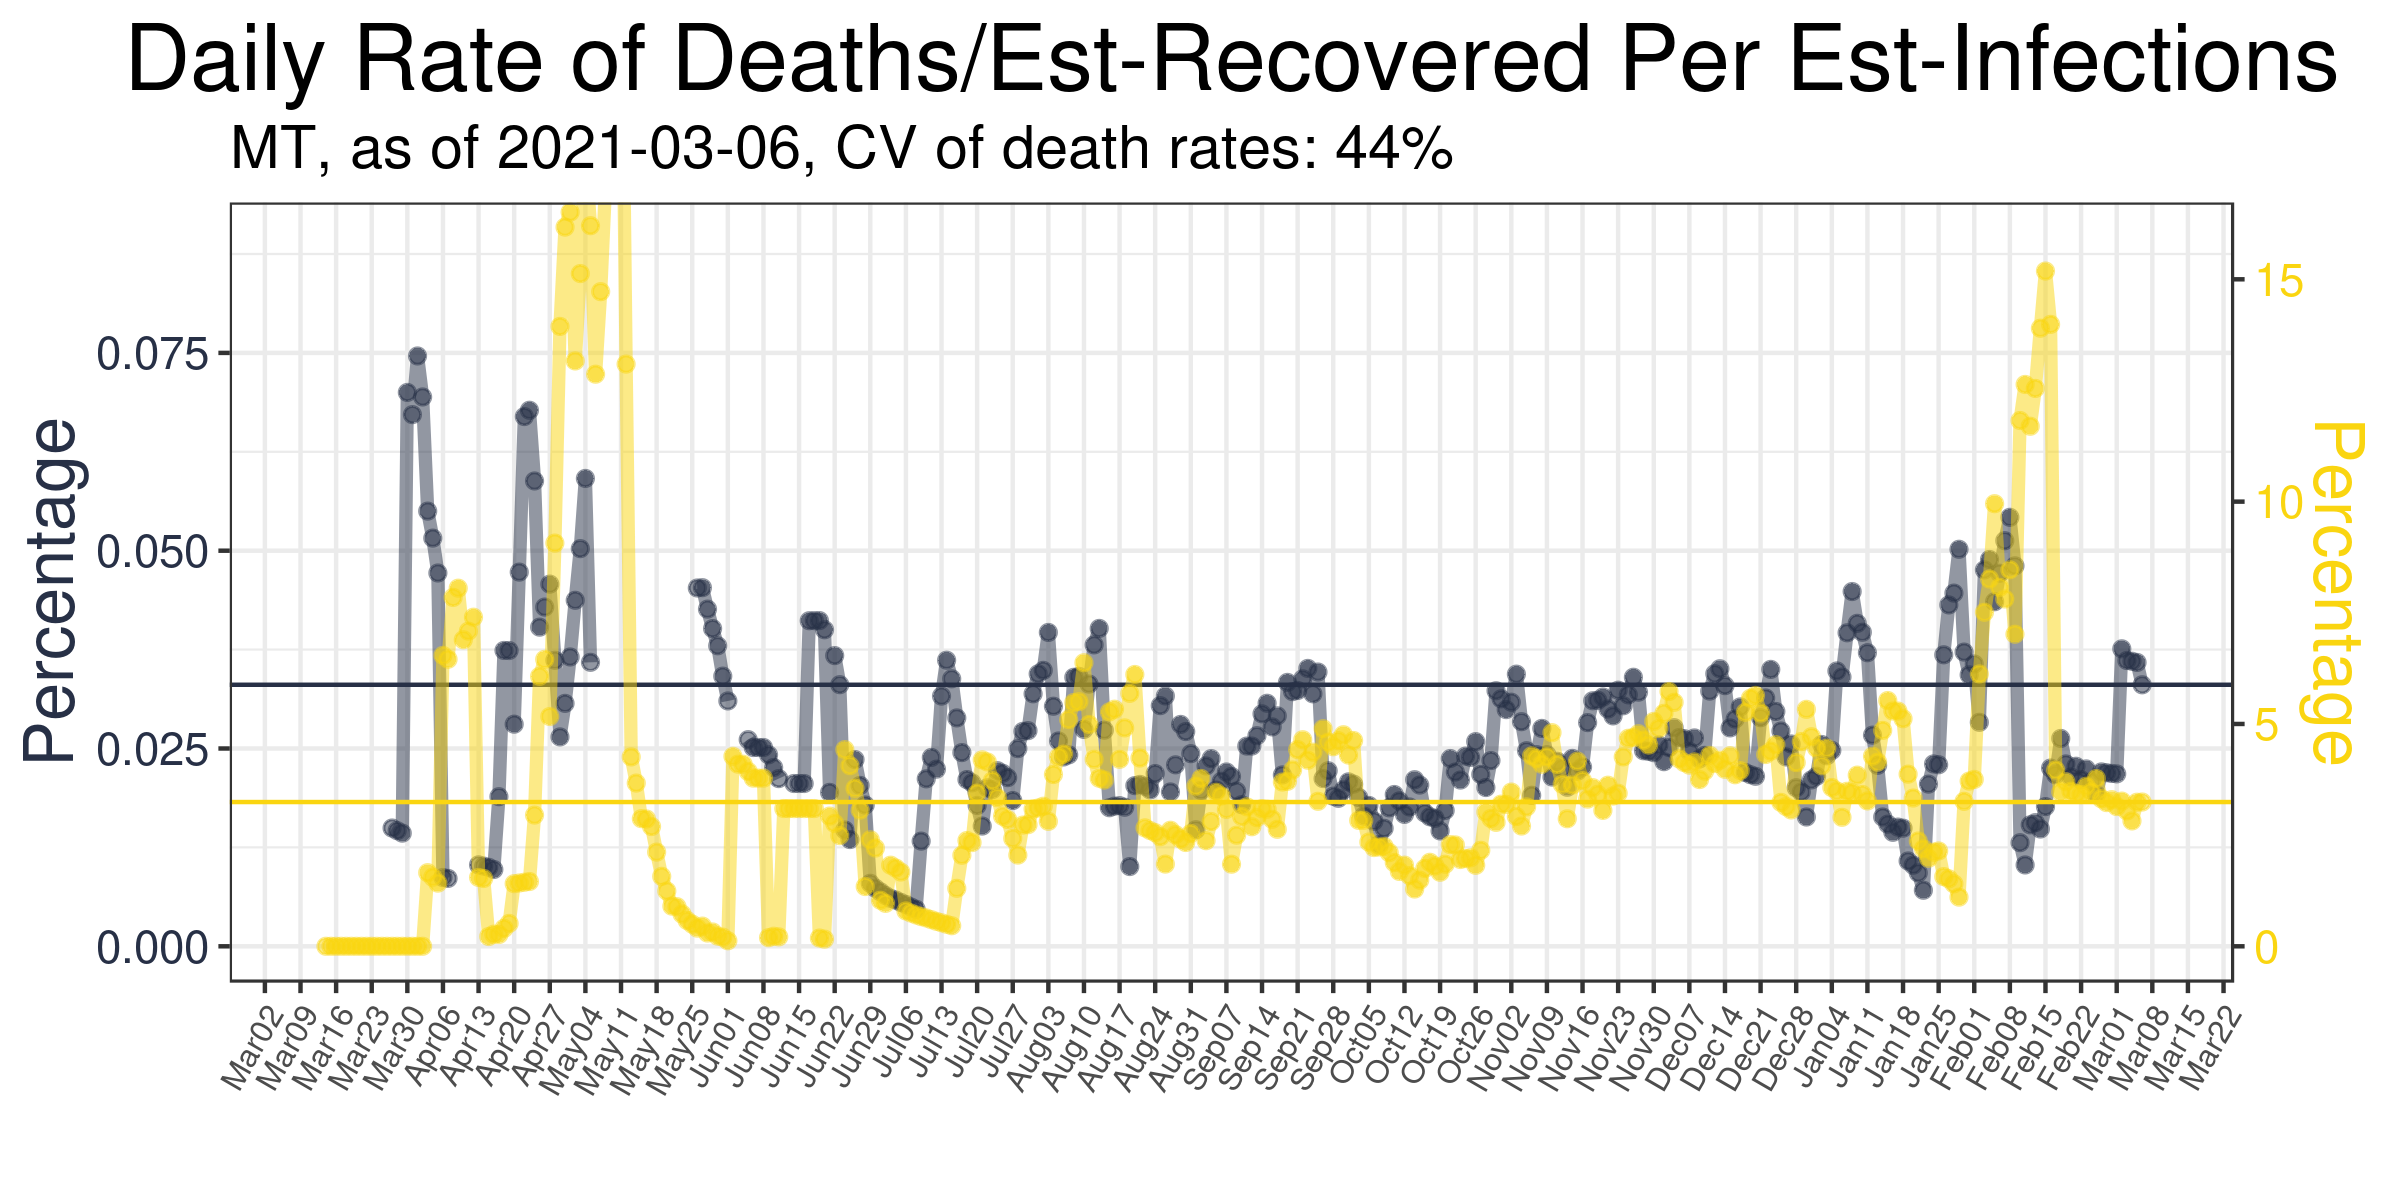 Daily Rate of Deaths/Est-Recovered Per Est-Infections
MT, as of 2021-03-06, CV of death rates: 44%
Percentage
0.075
0.050
0.025
0.000
15
10
5
0
Percentage
Mar02
Mar09
Mar16
Mar23
Mar30
Apr06
Apr13
Apr20
Apr27
May04
May11
May18
May25
Jun01
Jun08
Jun15
Jun22
Jun29
Jul06
Jul13
Jul20
Jul27
Aug03
Aug10
Aug17
Aug24
Aug31
Sep07
Sep14
Sep21
Sep28
Oct05
Oct12
Oct19
Oct26
Nov02
Nov09
Nov16
Nov23
Nov30
Dec07
Dec14
Dec21
Dec28
Dec04
Jan11
Jan18
Jan25
Feb01
Feb08
Feb15
Feb22
Mar01
Mar08
Mar15
Mar22